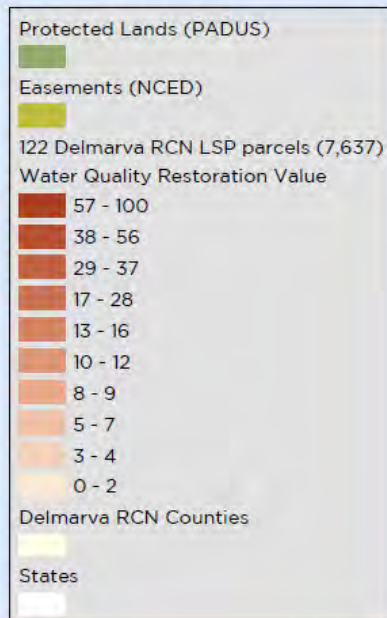 Protected Lands (PADUS)
Easements (NCED)
122 Delmarva RCN LSP parcels (7,637)
Water Quality Restoration Value
57 - 100
38 - 56
29 - 37
17 - 28
13 - 16
10 - 12
8 - 9
5 - 7
3 - 4
0 - 2
Delmarva RCN Counties
States